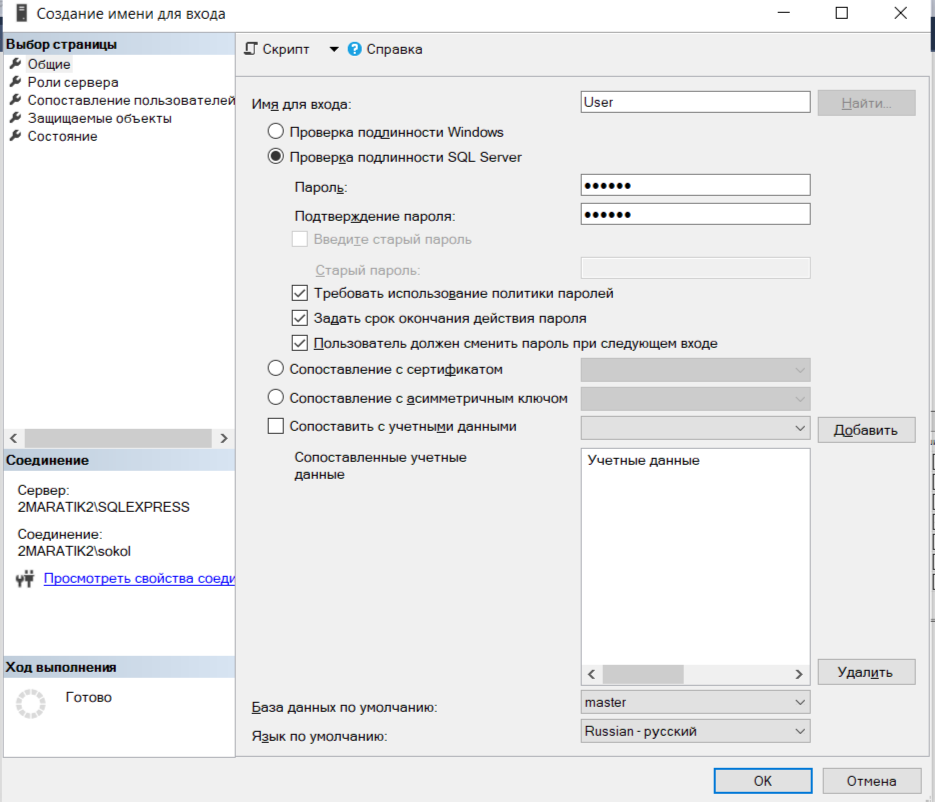 Создание имени для входа
Выбор страницы
Общие
Роли сервера
Сопоставление пользователей
Защищаемые объекты
Состояние
Скрипт
Справка
Имя для входа:
User
Найти...
Проверка подлинности Windows
Проверка подлинности SQL Server
Пароль:
●●●●●●
Подтверждение пароля:
●●●●●●
Введите старый пароль
Старый пароль:
Требовать использование политики паролей
Задать срок окончания действия пароля
Пользователь должен сменить пароль при следующем входе
Сопоставление с сертификатом
Сопоставление с асимметричным ключом
Сопоставить с учетными данными
Добавить
Сопоставленные учетные
данные
Учетные данные
Удалить
База данных по умолчанию:
master
Язык по умолчанию:
Russian - русский
Соединение
Сервер:
2MARATIK2\SQLEXPRESS
Соединение:
2MARATIK2\sokol
Просмотреть свойства соеди
Ход выполнения
Готово
OK
Отмена